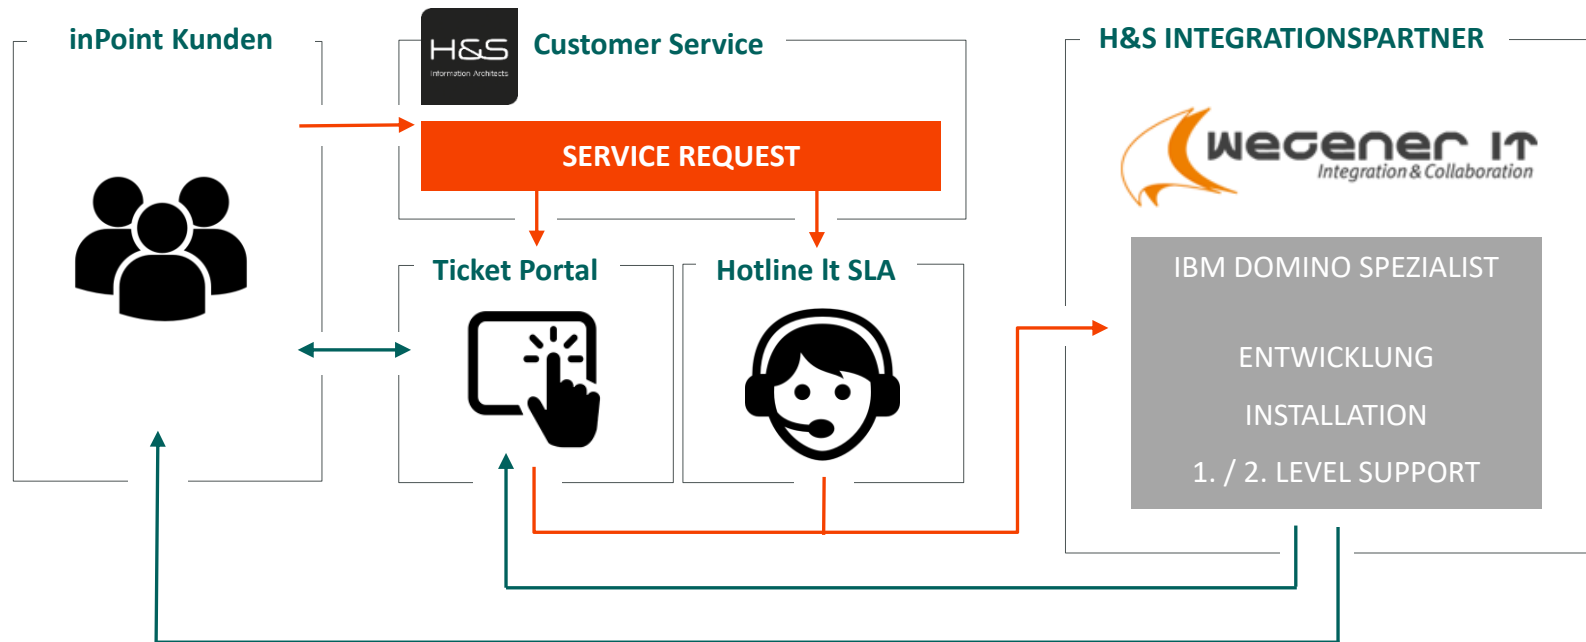 inPoint Kunden
H&S
Information Architects
Customer Service
SERVICE REQUEST
Ticket Portal
Hotline lt SLA
H&S INTEGRATIONSPARTNER
WEGENER IT
Integration & Collaboration
IBM DOMINO SPEZIALIST
ENTWICKLUNG
INSTALLATION
1. / 2. LEVEL SUPPORT